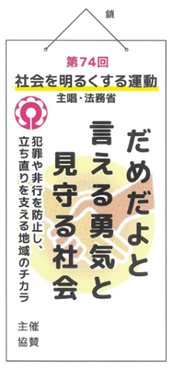 鎖
第74回
社会を明るくする運動
主唱・法務省
だめだよと
言える勇気と
見守る社会
犯罪や非行を防止し、
立ち直りを支える地域のチカラ
主催
協賛